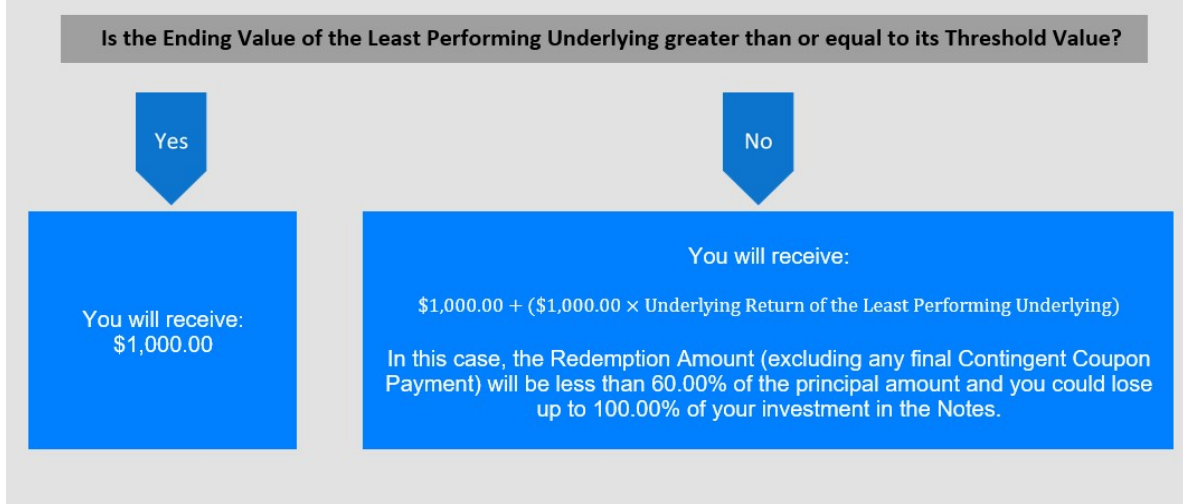 Is the Ending Value of the Least Performing Underlying greater than or equal to its Threshold Value?
Yes
No
You will receive:
$1,000.00
You will receive:
$1,000.00 + ($1,000.00 × Underlying Return of the Least Performing Underlying)
In this case, the Redemption Amount (excluding any final Contingent Coupon
Payment) will be less than 60.00% of the principal amount and you could lose
up to 100.00% of your investment in the Notes.